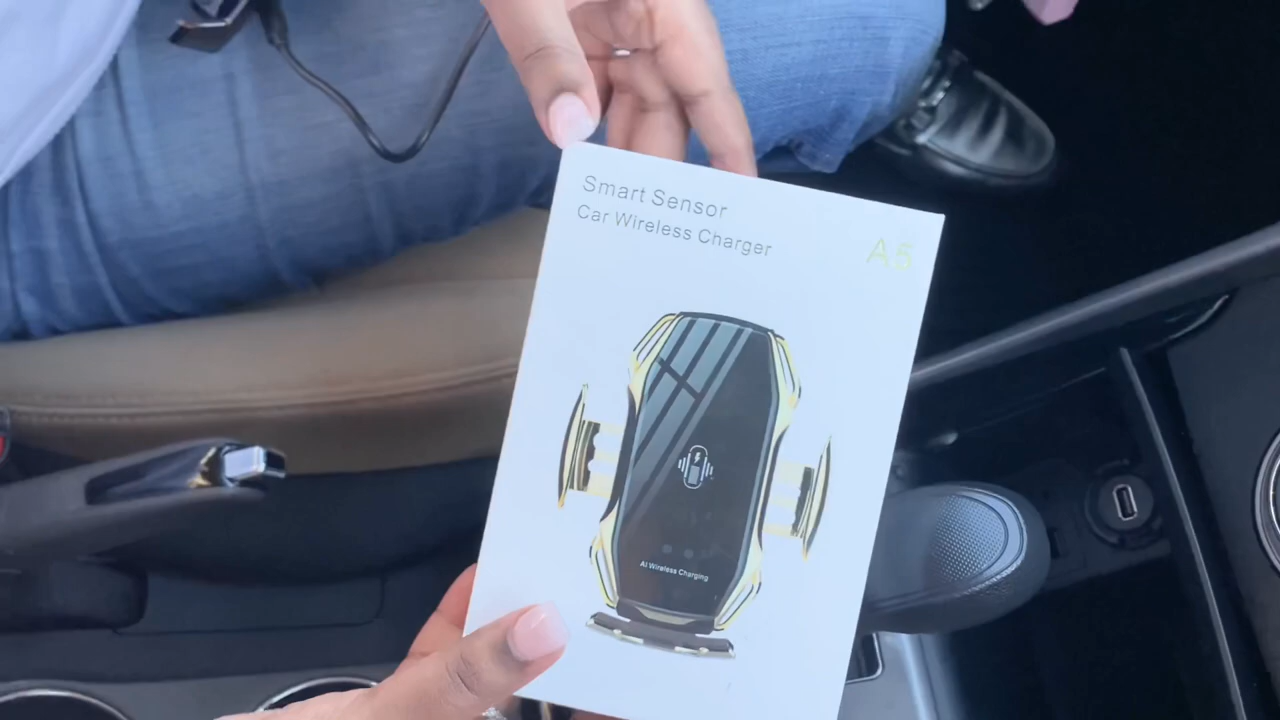 Smart Sensor
Car Wireless Charger
A5
AI Wireless Charging